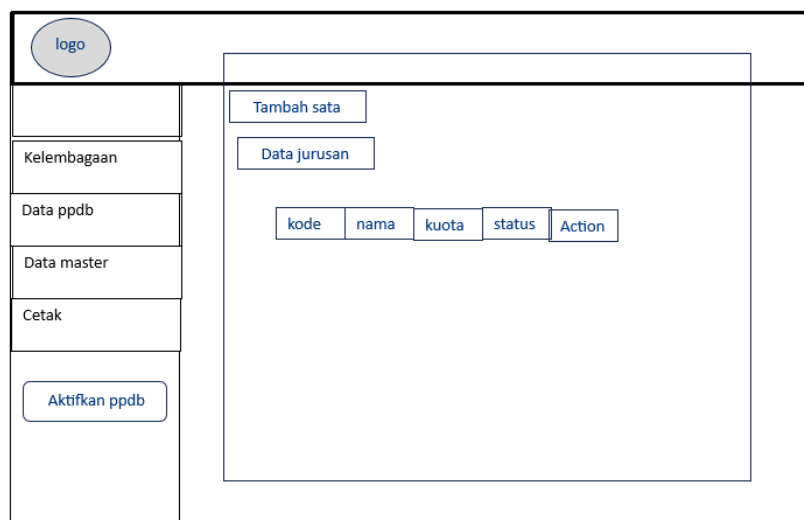 logo
Tambah sata
Data jurusan
Kelembagaan
Data ppdb
Data master
Cetak
Aktifkan ppdb
kode nama kuota status Action